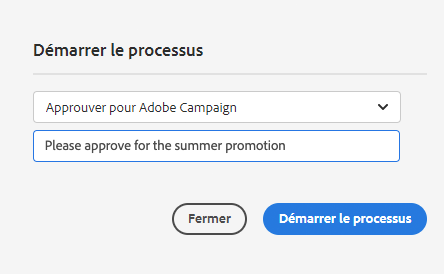 Démarrer le processus
Approuver pour Adobe Campaign
Please approve for the summer promotion
Fermer Démarrer le processus